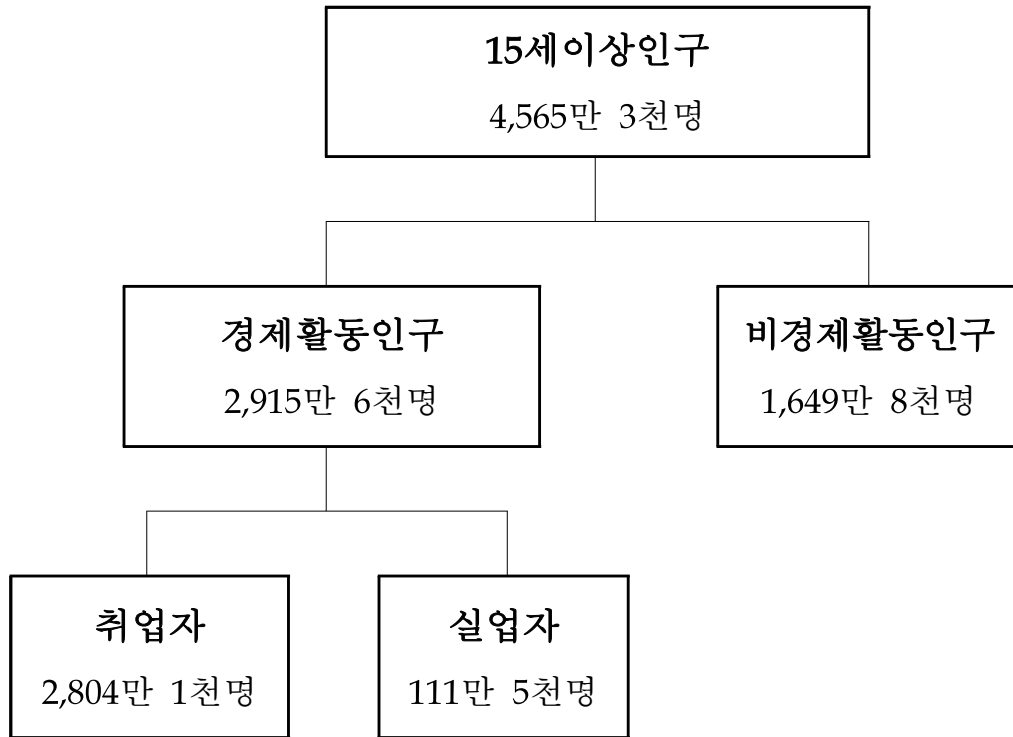 15세이상인구
4,565만 3천명
경제활동인구
2,915만 6천명
비경제활동인구
1,649만 8천명
취업자
2,804만 1천명
실업자
111만 5천명